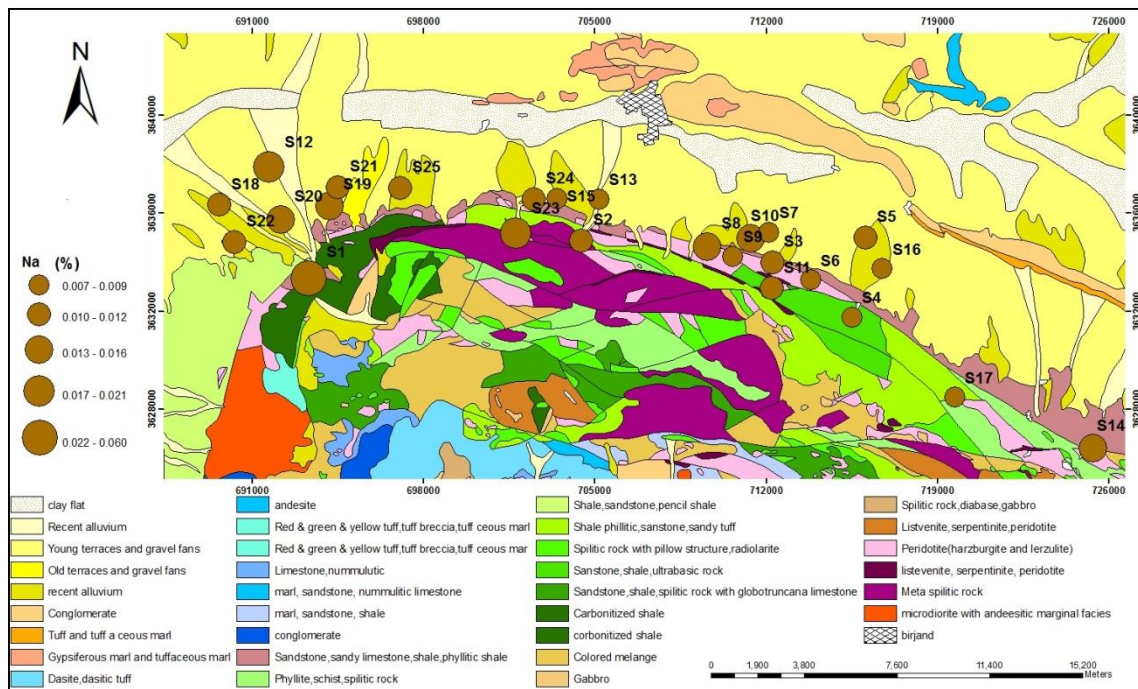 691000 698000 705000 712000 719000 726000
N
3640000 3640000
S12
S21 S25
S18 S20 S19 S24 S13
S15
S22 S23 S2 S8 S10 S7 S5
S9 S3 S16
S1 S11 S6
3636000 3636000
Na (%)
0.007 - 0.009
0.010 - 0.012
0.013 - 0.016
0.017 - 0.021
0.022 - 0.060
S4
3632000 3632000
S17
S14
3628000 3628000
691000 698000 705000 712000 719000 726000
clay flat
Recent alluvium
Young terraces and gravel fans
Old terraces and gravel fans
recent alluvium
Conglomerate
Tuff and tuff a ceous marl
Gypsiferous marl and tuffaceous marl
Dasite,dasitic tuff
andesite
Red & green & yellow tuff,tuff breccia,tuff ceous marl
Red & green & yellow tuff,tuff breccia,tuff ceous mar
Limestone,nummulutic
marl, sandstone, nummulitic limestone
marl, sandstone, shale
conglomerate
Sandstone,sandy limestone,shale,phyllitic shale
Phyllite,schist,spilitic rock
Shale,sandstone,pencil shale
Shale phillitic,sanstone,sandy tuff
Spilitic rock with pillow structure,radiolarite
Sanstone,shale,ultrabasic rock
Sandstone,shale,spilitic rock with globotruncana limestone
Carbonitized shale
corbonitized shale
Colored melange
Gabbro
Spilitic rock,diabase,gabbro
Listvenite, serpentinite, peridotite
Peridotite(harzburgite and lerzulite)
listevenite, serpentinite, peridotite
Meta spilitic rock
microdiorite with andeesitic marginal facies
birjand
0 1,900 3,800 7,600 11,400 15,200
Meters